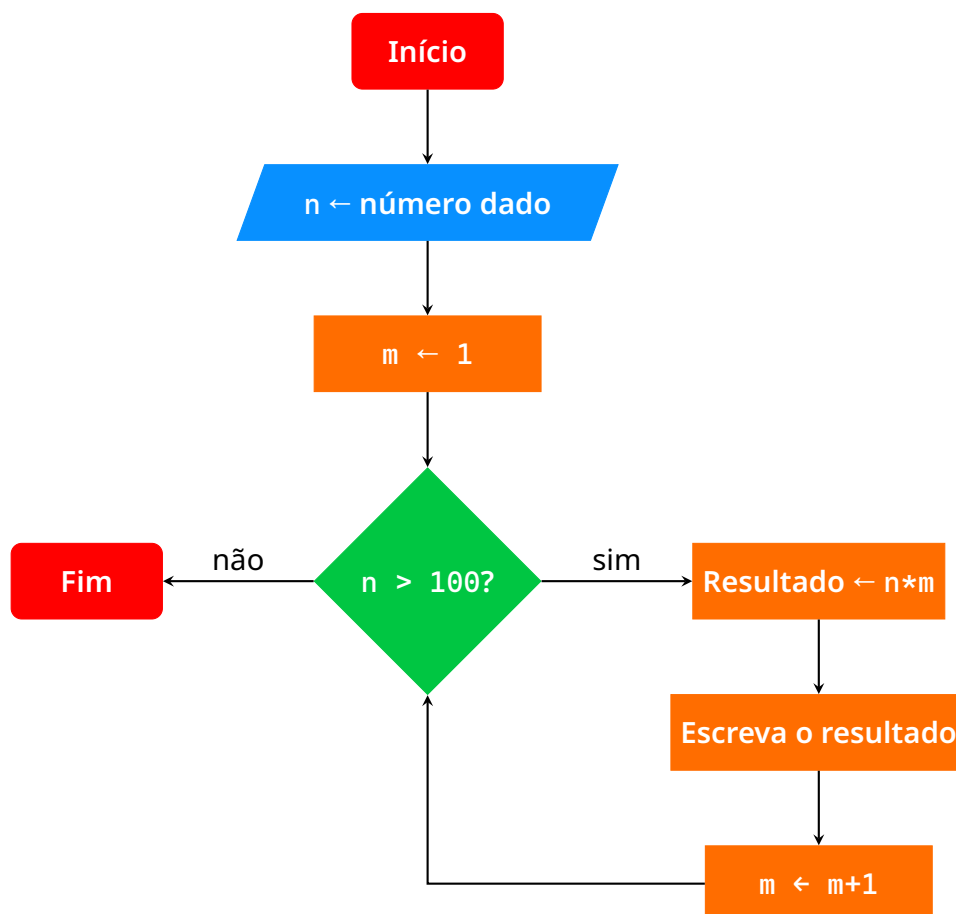 Início
n ← número dado
m ← 1
não
sim
Fim
n > 100?
Resultado ← n*m
Escreva o resultado
m ← m+1